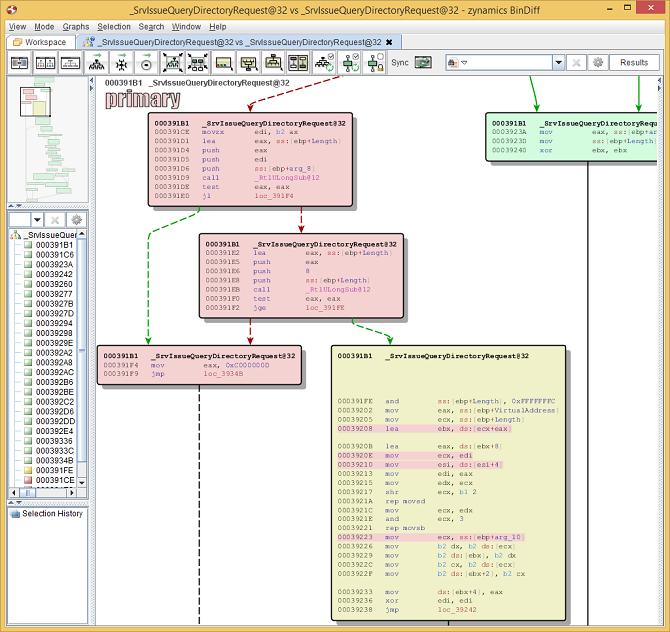 _SrvIssueQueryDirectoryRequest@32 vs _SrvIssueQueryDirectoryRequest@32 - zynamics BinDiff
View Mode Graphs Selection Search Window Help
Workspace
_SrvIssueQueryDirectoryRequest@32 vs _SrvIssueQueryDirectoryRequest@32
Sync
Results
000391B1 _SrvIssueQueryDirectoryRequest@32
primary
000391B1 _SrvIssueQueryDirectoryRequest@32
000391CE movzx edi, b2 ax
000391D1 lea eax, ss:[ebp+Length]
000391D4 push eax
000391D5 push edi
000391D6 push ss:[ebp+arg_8]
000391D9 call _RtlULongSub@12
000391DE test eax, eax
000391E0 jl loc_391F4
000391B1
0003923A mov eax, ss:[ebp
0003923D mov ss:[ebp+Length]
00039240 xor ebx, ebx
000391B1 _SrvIssueQueryDirectoryRequest@32
000391E2 lea eax, ss:[ebp+Length]
000391E5 push eax
000391E6 push 8
000391E8 push ss:[ebp+Length]
000391EB call _RtlULongSub@12
000391F0 test eax, eax
000391F2 jge loc_391FE
000391B1 _SrvIssueQueryDirectoryRequest@32
000391F4 mov eax, 0xC000000D
000391F9 jmp loc_3934B
000391B1 _SrvIssueQueryDirectoryRequest@32
000391FE and ss:[ebp+Length], 0xFFFFFFFC
00039202 mov eax, ss:[ebp+VirtualAddress]
00039205 mov ecx, ss:[ebp+Length]
00039208 lea ebx, ds:[ecx+eax]
0003920B lea eax, ds:[ebx+8]
0003920E mov ecx, edi
00039210 mov esi, ds:[esi+4]
00039213 mov edi, eax
00039215 mov edx, ecx
00039217 shr ecx, b1 2
0003921A rep movsd
0003921C mov ecx, edx
0003921E and ecx, 3
00039221 rep movsb
00039223 mov ecx, ss:[ebp+arg_10]
00039226 mov b2 dx, b2 ds:[ecx]
00039229 mov b2 ds:[ebx], b2 dx
0003922C mov b2 cx, b2 ds:[ecx+2]
0003922F mov b2 ds:[ebx+2], b2 cx
00039233 mov ds:[ebx+4], eax
00039236 xor edi, edi
00039238 jmp loc_39242
_SrvIssueQuer
000391B1
000391C6
0003923A
00039242
00039260
00039277
0003927B
0003927D
00039294
00039298
0003929E
000392A2
000392A8
000392AC
000392B6
000392BE
000392C2
000392D6
000392DD
000392E4
00039336
0003933C
0003934B
000391FE
000391CE
Selection History